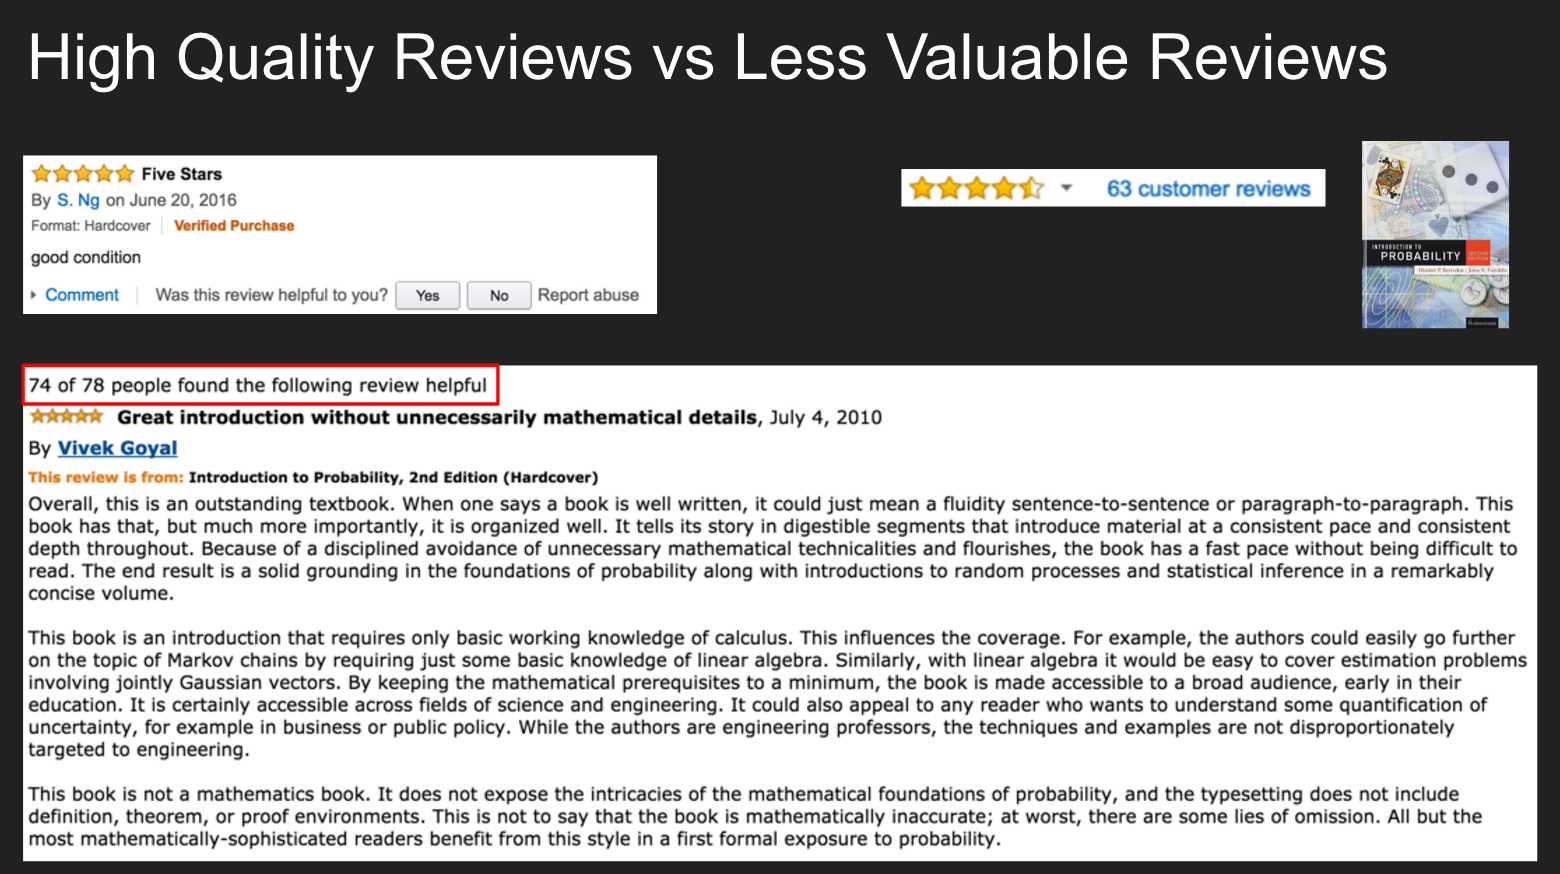 High Quality Reviews vs Less Valuable Reviews
Five Stars
By S. Ng on June 20, 2016
Format: Hardcover Verified Purchase
good condition
Comment Was this review helpful to you? Yes No Report abuse
63 customer reviews
INTRODUCTION TO
PROBABILITY
SECOND
EDITION
Dimitri P. Bertsekas | John N. Tsitsiklis
74 of 78 people found the following review helpful
Great introduction without unnecessarily mathematical details, July 4, 2010
By Vivek Goyal
This review is from: Introduction to Probability, 2nd Edition (Hardcover)
Overall, this is an outstanding textbook. When one says a book is well written, it could just mean a fluidity sentence-to-sentence or paragraph-to-paragraph. This
book has that, but much more importantly, it is organized well. It tells its story in digestible segments that introduce material at a consistent pace and consistent
depth throughout. Because of a disciplined avoidance of unnecessary mathematical technicalities and flourishes, the book has a fast pace without being difficult to
read. The end result is a solid grounding in the foundations of probability along with introductions to random processes and statistical inference in a remarkably
concise volume.
This book is an introduction that requires only basic working knowledge of calculus. This influences the coverage. For example, the authors could easily go further
on the topic of Markov chains by requiring just some basic knowledge of linear algebra. Similarly, with linear algebra it would be easy to cover estimation problems
involving jointly Gaussian vectors. By keeping the mathematical prerequisites to a minimum, the book is made accessible to a broad audience, early in their
education. It is certainly accessible across fields of science and engineering. It could also appeal to any reader who wants to understand some quantification of
uncertainty, for example in business or public policy. While the authors are engineering professors, the techniques and examples are not disproportionately
targeted to engineering.
This book is not a mathematics book. It does not expose the intricacies of the mathematical foundations of probability, and the typesetting does not include
definition, theorem, or proof environments. This is not to say that the book is mathematically inaccurate; at worst, there are some lies of omission. All but the
most mathematically-sophisticated readers benefit from this style in a first formal exposure to probability.